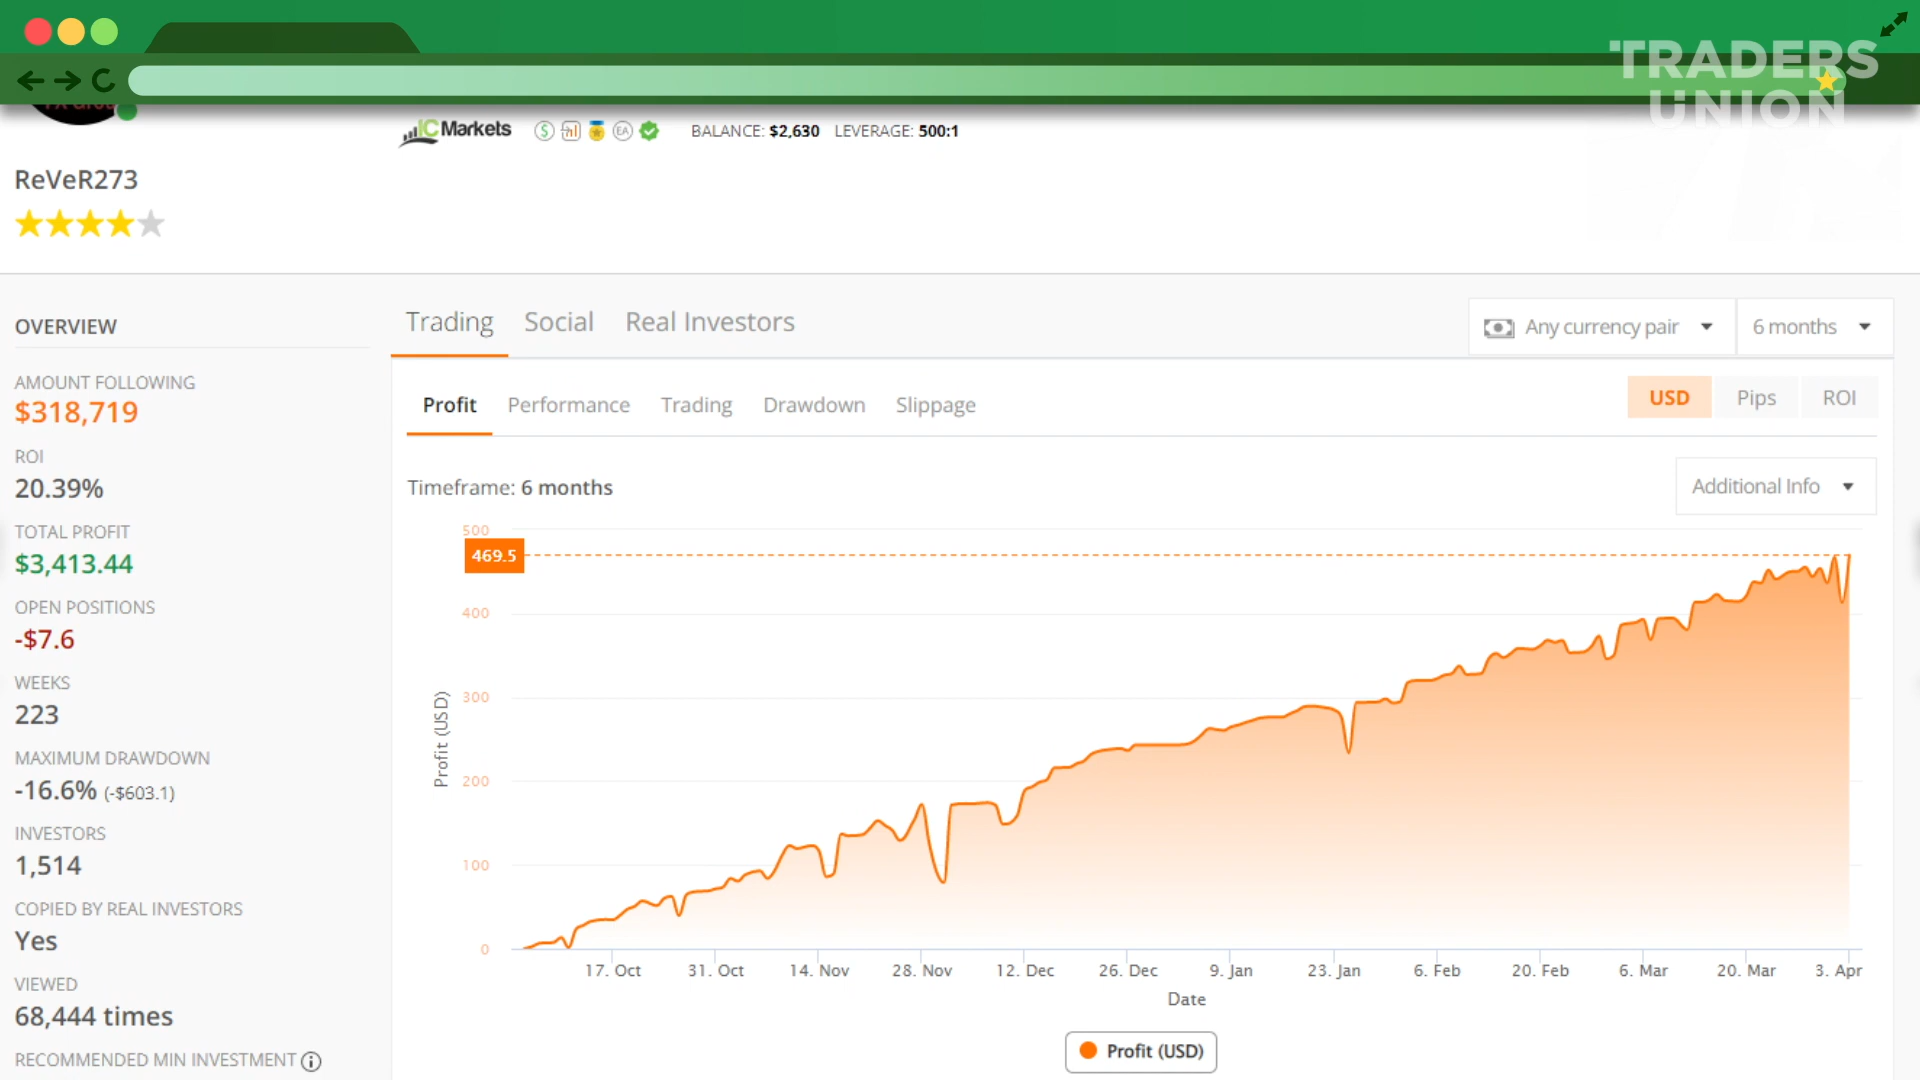 TRADERS
UNION
IC Markets
EA
BALANCE: $2,630 LEVERAGE: 500:1
ReVeR273
OVERVIEW
Trading Social Real Investors
Any currency pair
6 months
AMOUNT FOLLOWING
$318,719
Profit Performance Trading Drawdown Slippage
USD Pips ROI
ROI
20.39%
Timeframe: 6 months
Additional Info
TOTAL PROFIT
$3,413.44
OPEN POSITIONS
-$7.6
WEEKS
223
MAXIMUM DRAWDOWN
-16.6% (-$603.1)
INVESTORS
1,514
COPIED BY REAL INVESTORS
Yes
VIEWED
68,444 times
RECOMMENDED MIN INVESTMENT
500
469.5
400
300
200
100
0
Profit (USD)
17. Oct 31. Oct 14. Nov 28. Nov 12. Dec 26. Dec 9. Jan 23. Jan 6. Feb 20. Feb 6. Mar 20. Mar 3. Apr
Date
Profit (USD)